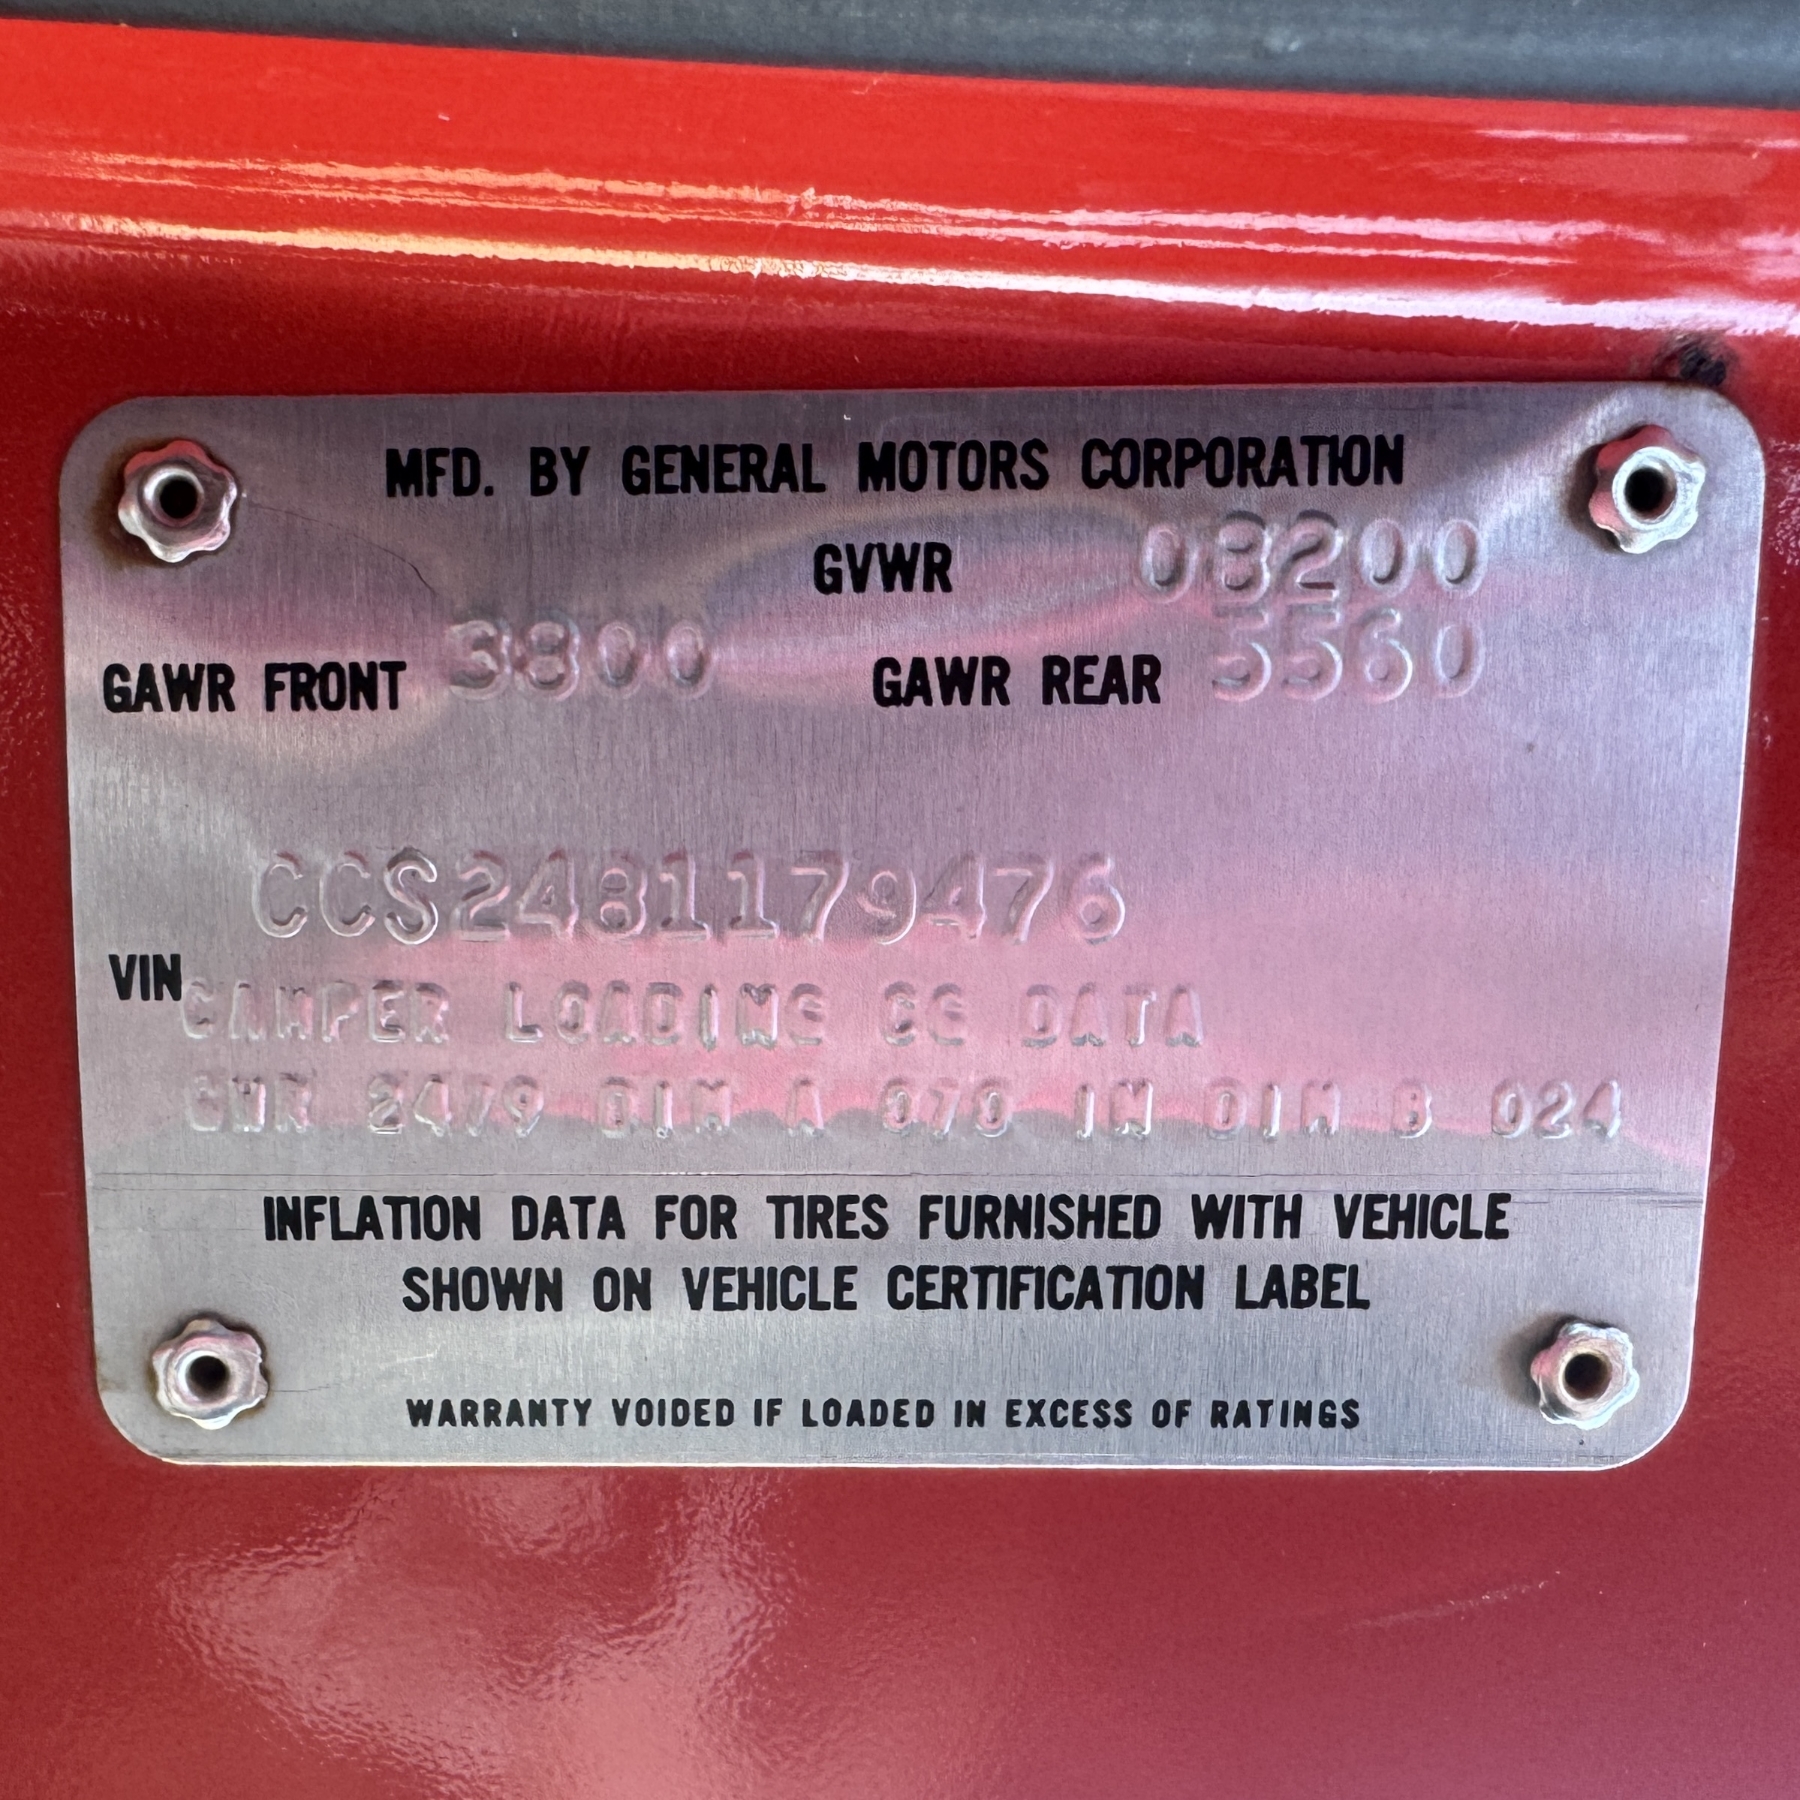 MFD. BY GENERAL MOTORS CORPORATION
GVWR 08200
GAWR FRONT 3800 GAWR REAR 5560
CCS2481179476
VIN
CAMPER LOADING CG DATA
CWR 2479 DIM A 070 IN DIM B 024
INFLATION DATA FOR TIRES FURNISHED WITH VEHICLE
SHOWN ON VEHICLE CERTIFICATION LABEL
WARRANTY VOIDED IF LOADED IN EXCESS OF RATINGS